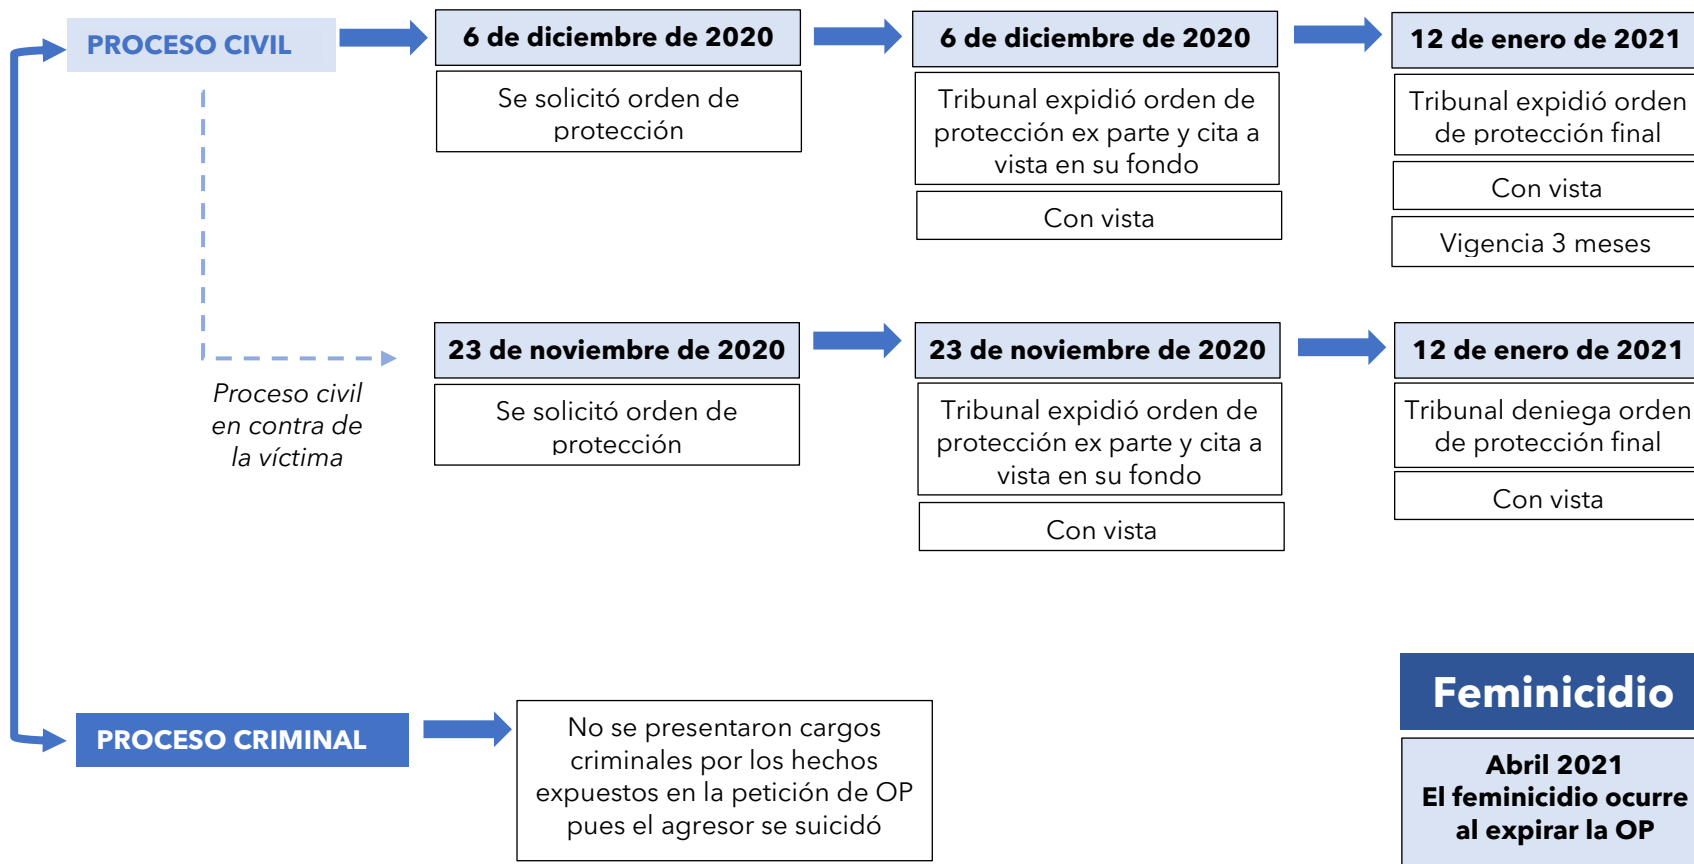 PROCESO CIVIL
6 de diciembre de 2020
Se solicitó orden de
protección
6 de diciembre de 2020
Tribunal expidió orden de
protección ex parte y cita a
vista en su fondo
Con vista
12 de enero de 2021
Tribunal expidió orden
de protección final
Con vista
Vigencia 3 meses
Proceso civil
en contra de
la víctima
23 de noviembre de 2020
Se solicitó orden de
protección
23 de noviembre de 2020
Tribunal expidió orden de
protección ex parte y cita a
vista en su fondo
Con vista
12 de enero de 2021
Tribunal deniega orden
de protección final
Con vista
PROCESO CRIMINAL
No se presentaron cargos
criminales por los hechos
expuestos en la petición de OP
pues el agresor se suicidó
Feminicidio
Abril 2021
El feminicidio ocurre
al expirar la OP